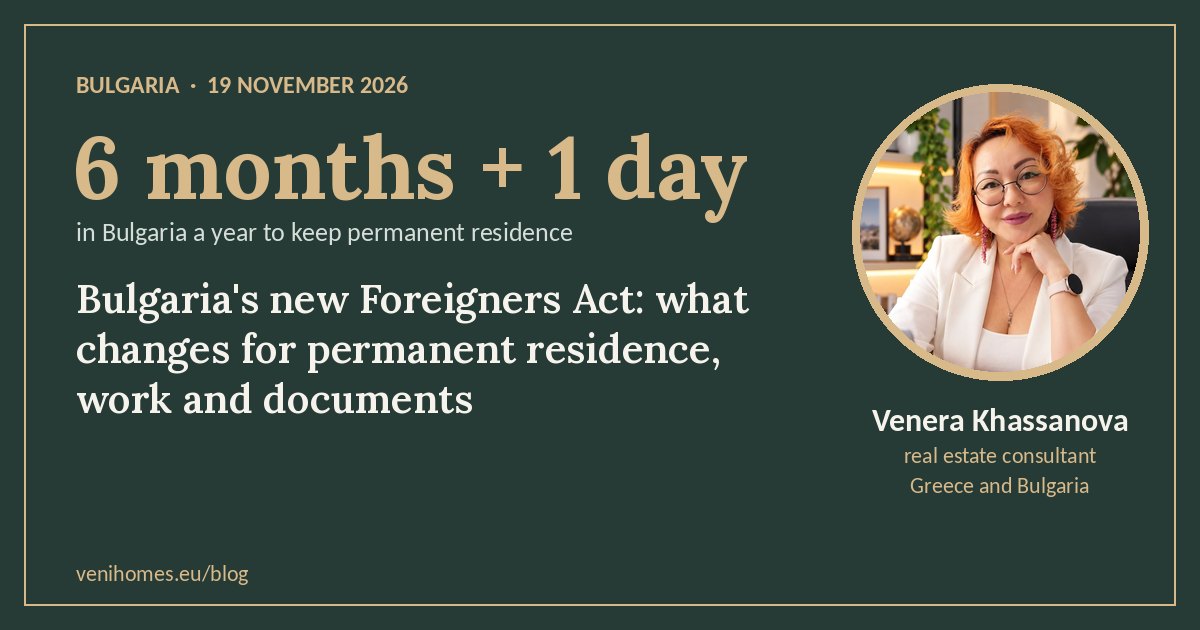 BULGARIA · 19 NOVEMBER 2026
6 months + 1 day
in Bulgaria a year to keep permanent residence
Bulgaria's new Foreigners Act: what
changes for permanent residence,
work and documents
Venera Khassanova
real estate consultant
Greece and Bulgaria
venihomes.eu/blog